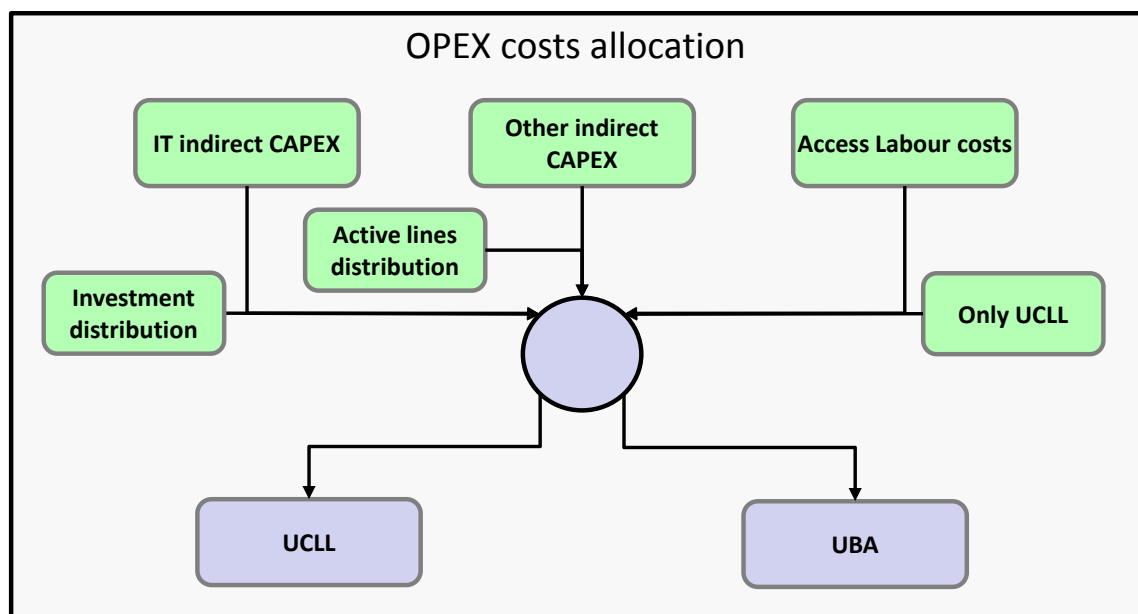 OPEX costs allocation
IT indirect CAPEX
Other indirect
CAPEX
Access Labour costs
Active lines
distribution
Investment
distribution
Only UCLL
UCLL
UBA